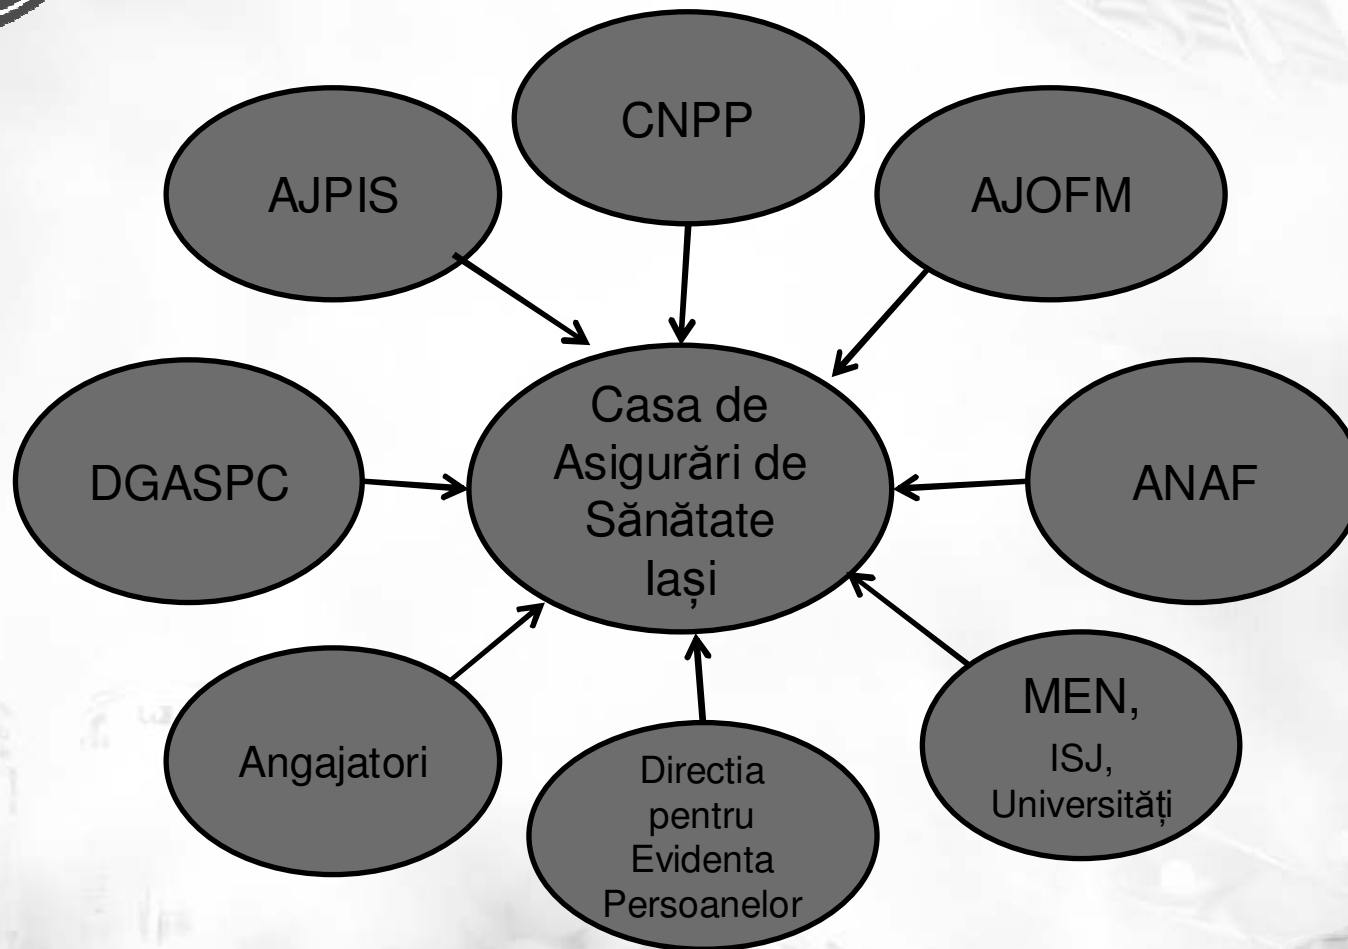 CNPP
AJPIS
AJOFM
Casa de
Asigurări de
Sănătate
Iași
DGASPC
ANAF
Angajatori
Directia
pentru
Evidenta
Persoanelor
MEN,
ISJ,
Universități